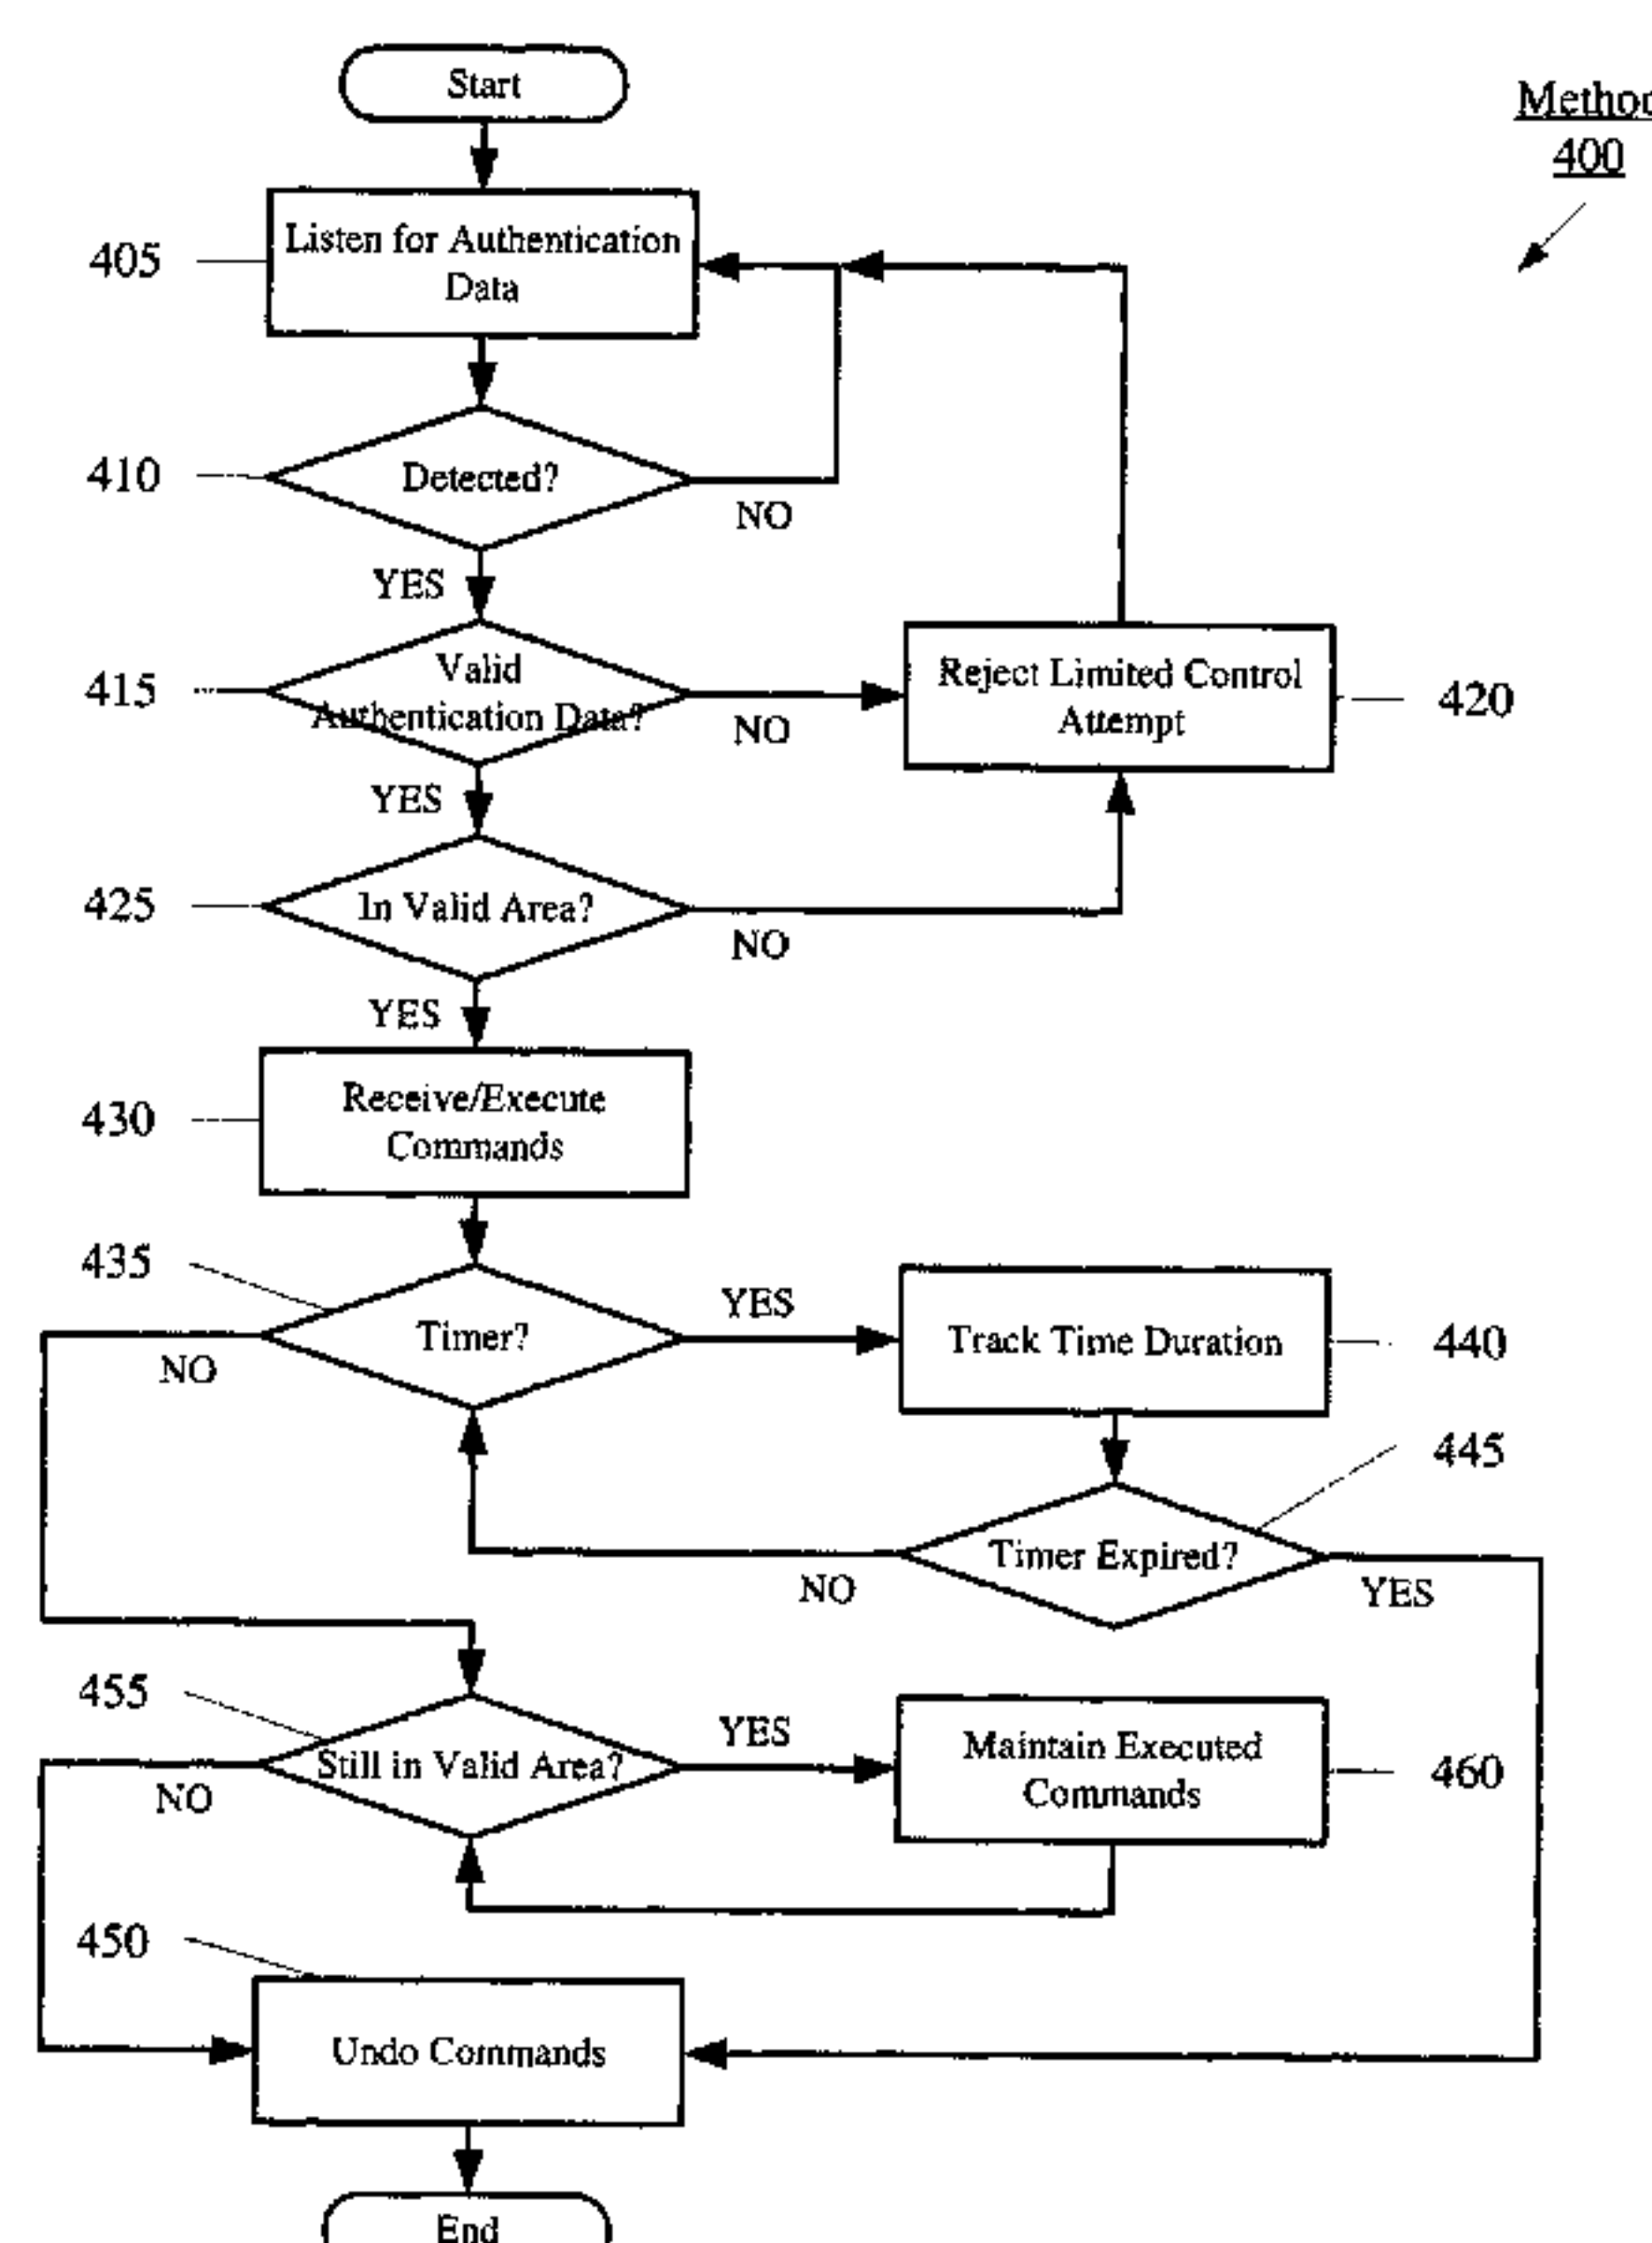 Start
Method
400
405
Listen for Authentication
Data
410
Detected?
NO
YES
415
Valid
Authentication Data?
NO
Reject Limited Control
Attempt
420
YES
425
In Valid Area?
NO
YES
430
Receive/Execute
Commands
435
Timer?
YES
NO
Track Time Duration
440
445
Timer Expired?
NO
YES
455
Still in Valid Area?
YES
NO
Maintain Executed
Commands
460
450
Undo Commands
End